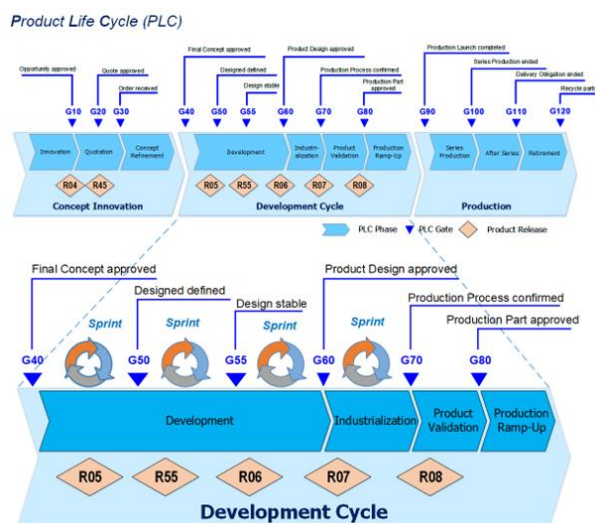 Product Life Cycle (PLC)
Final Concept approved
Product Design approved
Production Launch completed
Series Production ended
Opportunity approved
Quote approved
Designed defined
Production Process confirmed
Delivery Obligation ended
Order received
Design stable
Production Part
approved
Recycle parts
G10
G20
G30
G40
G50
G55
G60
G70
G80
G90
G100
G110
G120
Innovation
Quotation
Concept
Refinement
Development
Industri-
nalization
Product
Validation
Production
Ramp-Up
Series
Production
After Series
Retirement
R04
R45
R05
R55
R06
R07
R08
Concept Innovation
Development Cycle
Production
PLC Phase
PLC Gate
Product Release
Final Concept approved
Product Design approved
Designed defined
Design stable
Production Process confirmed
Production Part approved
Sprint
Sprint
Sprint
Sprint
G40
G50
G55
G60
G70
G80
Development
Industrialization
Product
Validation
Production
Ramp-Up
R05
R55
R06
R07
R08
Development Cycle